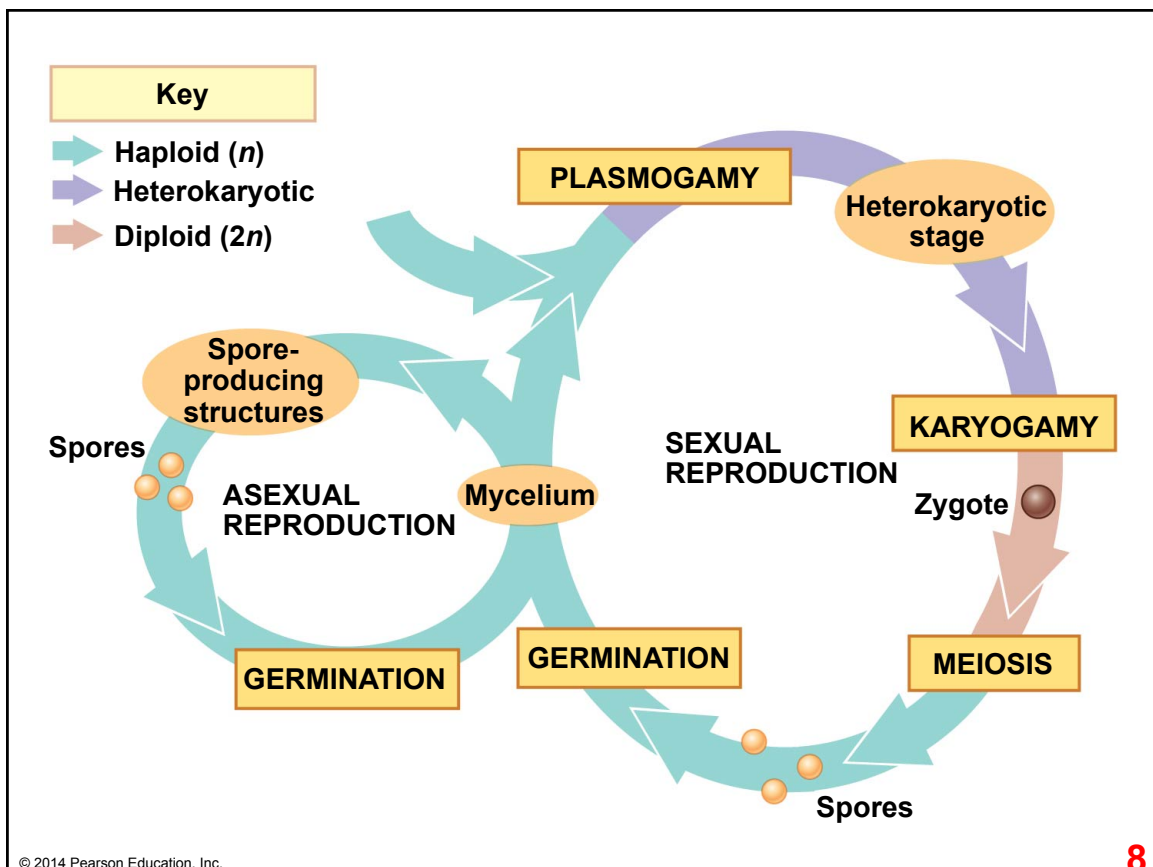 Key
Haploid (n)
Heterokaryotic
Diploid (2n)
PLASMOGAMY
Heterokaryotic
stage
Spore-
producing
structures
Spores
ASEXUAL
REPRODUCTION
Mycelium
SEXUAL
REPRODUCTION
KARYOGAMY
Zygote
GERMINATION
GERMINATION
MEIOSIS
Spores
© 2014 Pearson Education, Inc.
8